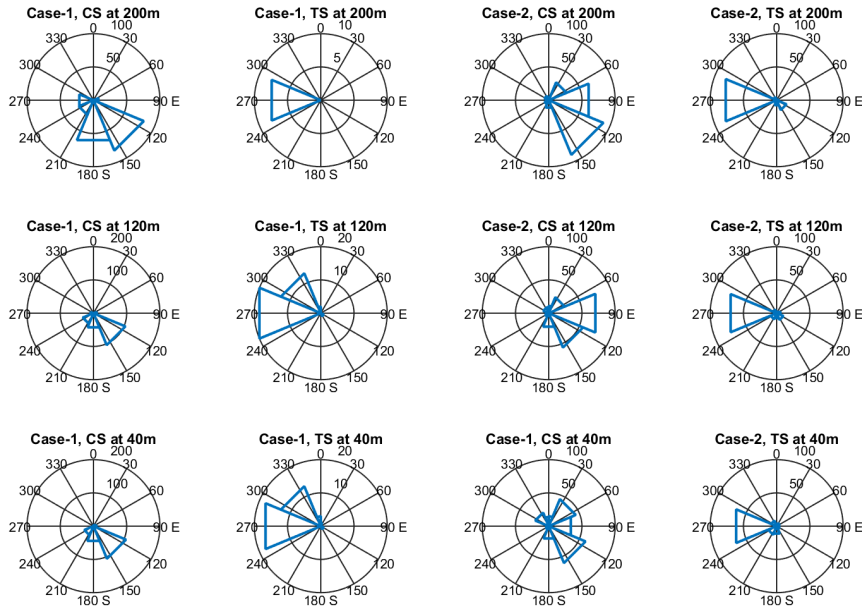 Case-1, CS at 200m
Case-1, TS at 200m
Case-2, CS at 200m
Case-2, TS at 200m
0 100
330 30
50
300 60
270 90 E
240 120
210 150
180 S
0 10
330 30
5
300 60
270 90 E
240 120
210 150
180 S
0 100
330 30
50
300 60
270 90 E
240 120
210 150
180 S
0 100
330 30
50
300 60
270 90 E
240 120
210 150
180 S
Case-1, CS at 120m
Case-1, TS at 120m
Case-2, CS at 120m
Case-2, TS at 120m
0 200
330 30
100
300 60
270 90 E
240 120
210 150
180 S
0 20
330 30
10
300 60
270 90 E
240 120
210 150
180 S
0 100
330 30
50
300 60
270 90 E
240 120
210 150
180 S
0 100
330 30
50
300 60
270 90 E
240 120
210 150
180 S
Case-1, CS at 40m
Case-1, TS at 40m
Case-1, CS at 40m
Case-2, TS at 40m
0 200
330 30
100
300 60
270 90 E
240 120
210 150
180 S
0 20
330 30
10
300 60
270 90 E
240 120
210 150
180 S
0 100
330 30
50
300 60
270 90 E
240 120
210 150
180 S
0 100
330 30
50
300 60
270 90 E
240 120
210 150
180 S